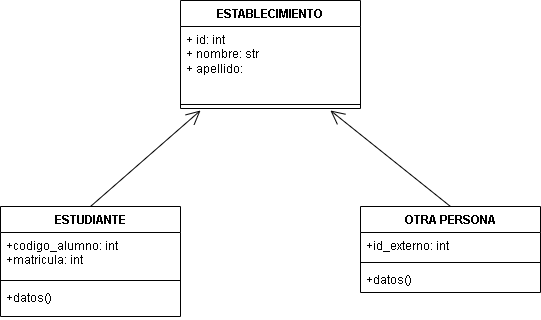 ESTABLECIMIENTO
+ id: int
+ nombre: str
+ apellido:
ESTUDIANTE
+codigo_alumno: int
+matricula: int
+datos()
OTRA PERSONA
+id_externo: int
+datos()